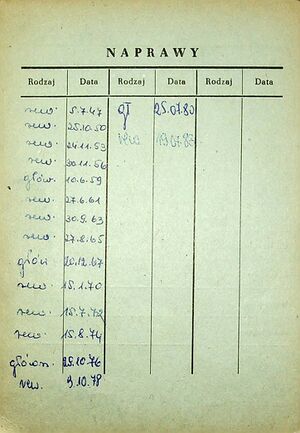 NAPRAWY
Rodzaj Data Rodzaj Data Rodzaj Data
rew. 5.7.47 gł 25.07.80
rew. 25.10.50 rew 19.07.83
rew. 24.11.53
rew. 30.11.56
głów. 10.6.59
rew. 27.6.61
rew. 30.9.63
rew. 27.8.65
głów 20.12.67
rew. 15.1.70
rew. 15.7.72
rew. 15.8.74
główn. 25.10.76
rew. 9.10.78